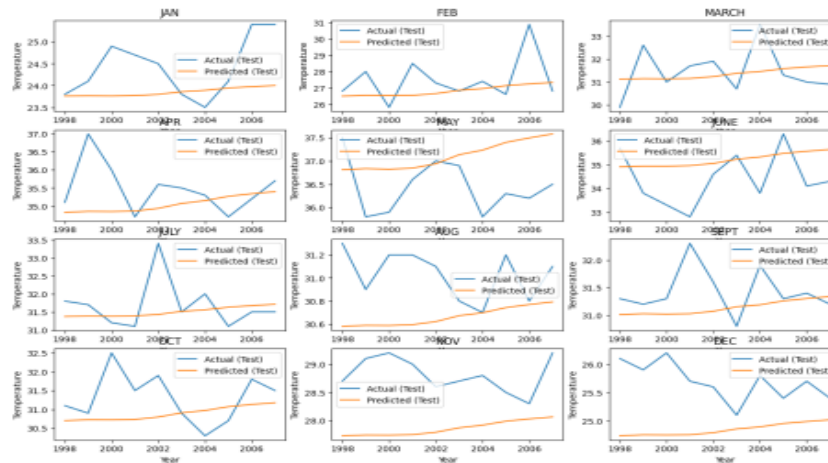 JAN
Temperature
25.0
24.5
24.0
23.5
Actual (Test)
Predicted (Test)
1998 2000 2002 2004 2006
FEB
Temperature
31
30
29
28
27
26
Actual (Test)
Predicted (Test)
1998 2000 2002 2004 2006
MARCH
Temperature
33
32
31
30
Actual (Test)
Predicted (Test)
1998 2000 2002 2004 2006
APR
Temperature
37.0
36.5
36.0
35.5
35.0
Actual (Test)
Predicted (Test)
1998 2000 2002 2004 2006
MAY
Temperature
37.5
37.0
36.5
36.0
Actual (Test)
Predicted (Test)
1998 2000 2002 2004 2006
JUNE
Temperature
36
35
34
33
Actual (Test)
Predicted (Test)
1998 2000 2002 2004 2006
JULY
Temperature
33.5
33.0
32.5
32.0
31.5
31.0
Actual (Test)
Predicted (Test)
1998 2000 2002 2004 2006
AUG
Temperature
31.2
31.0
30.8
30.6
Actual (Test)
Predicted (Test)
1998 2000 2002 2004 2006
SEPT
Temperature
32.0
31.5
31.0
Actual (Test)
Predicted (Test)
1998 2000 2002 2004 2006
OCT
Temperature
32.5
32.0
31.5
31.0
30.5
Actual (Test)
Predicted (Test)
1998 2000 2002 2004 2006
Year
NOV
Temperature
29.0
28.5
28.0
Actual (Test)
Predicted (Test)
1998 2000 2002 2004 2006
Year
DEC
Temperature
26.0
25.5
25.0
Actual (Test)
Predicted (Test)
1998 2000 2002 2004 2006
Year